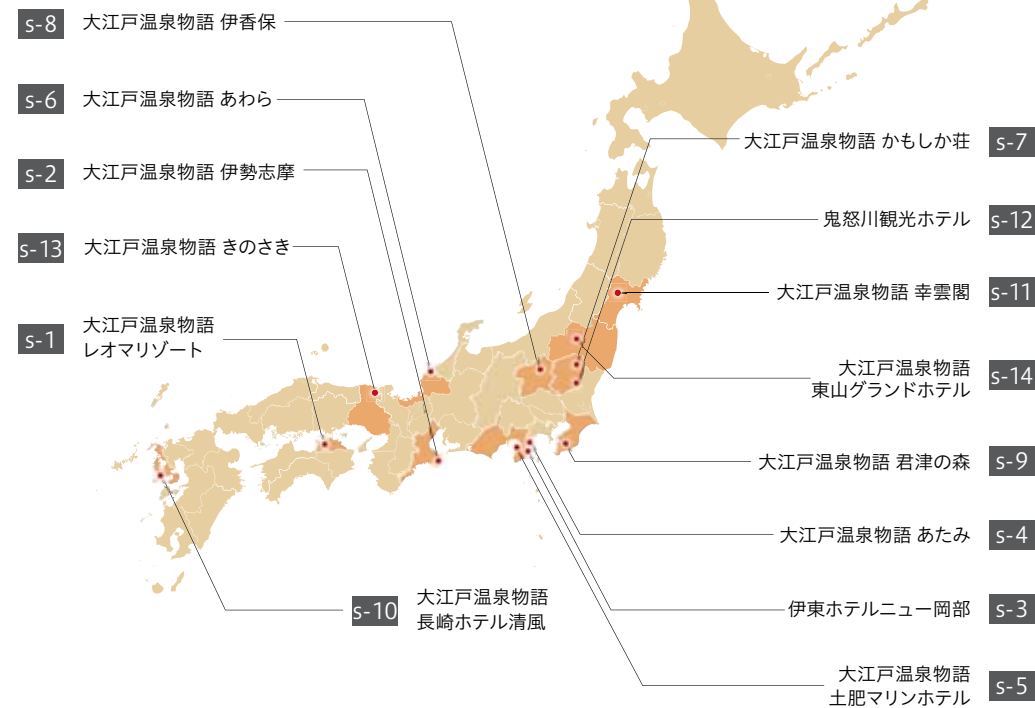 s-8 大江戸温泉物語 伊香保
s-6 大江戸温泉物語 あわら
s-2 大江戸温泉物語 伊勢志摩
s-13 大江戸温泉物語 きのさき
s-1 大江戸温泉物語
レオマリゾート
s-10 大江戸温泉物語
長崎ホテル清風
大江戸温泉物語 かもしか荘 s-7
鬼怒川観光ホテル s-12
大江戸温泉物語 幸雲閣 s-11
大江戸温泉物語
東山グランドホテル s-14
大江戸温泉物語 君津の森 s-9
大江戸温泉物語 あたみ s-4
伊東ホテルニュー岡部 s-3
大江戸温泉物語
土肥マリンホテル s-5